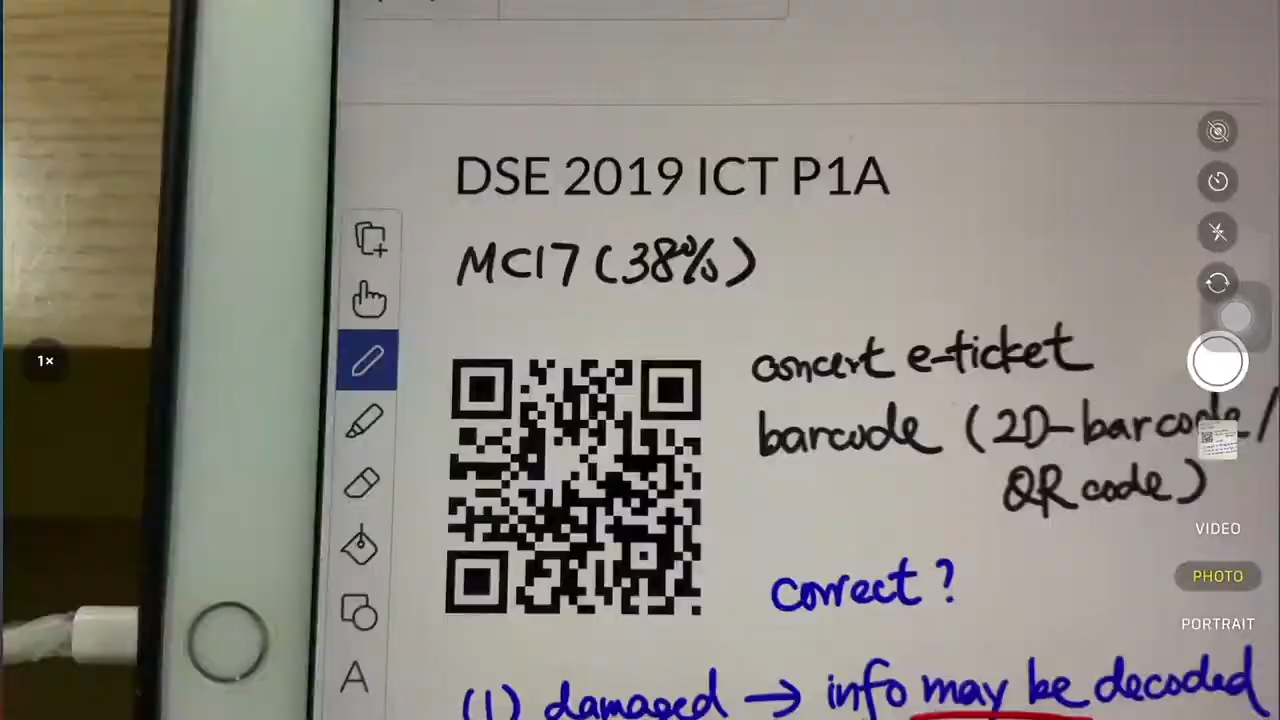 DSE 2019 ICT P1A
MC17 (38%)
concert e-ticket
barcode (2D-barcode/
QR code)
correct?
(1) damaged → info may be decoded
A
1×
VIDEO
PHOTO
PORTRAIT